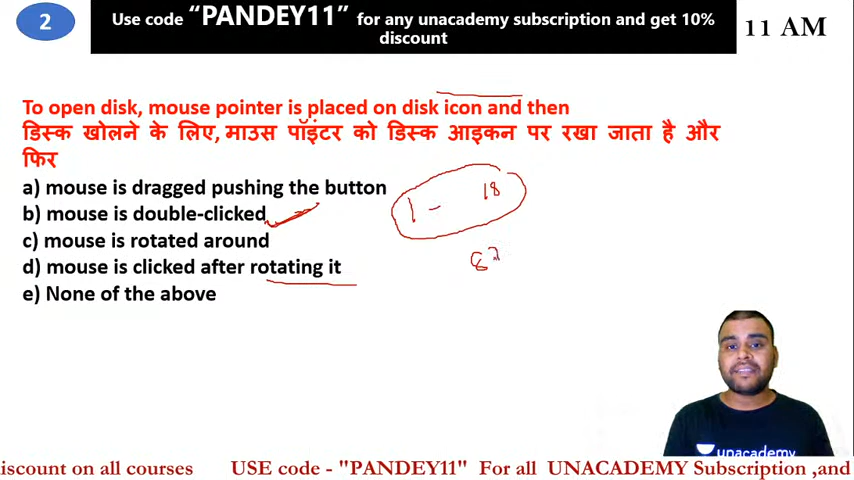 2
Use code “PANDEY11” for any unacademy subscription and get 10%
discount
11 AM
To open disk, mouse pointer is placed on disk icon and then
डिस्क खोलने के लिए, माउस पॉइंटर को डिस्क आइकन पर रखा जाता है और
फिर
a) mouse is dragged pushing the button
b) mouse is double-clicked
c) mouse is rotated around
d) mouse is clicked after rotating it
e) None of the above
1 - 18
unacademy
iscount on all courses USE code - "PANDEY11" For all UNACADEMY Subscription ,and